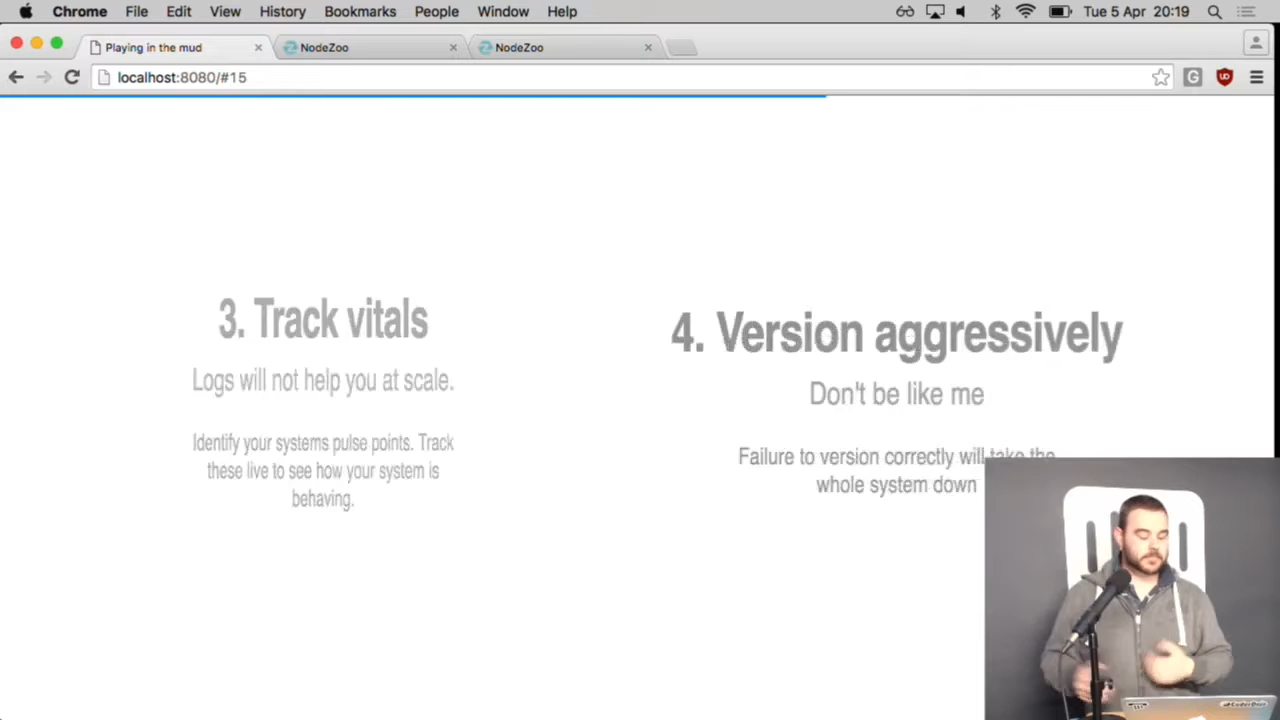 Chrome File Edit View History Bookmarks People Window Help Tue 5 Apr 20:19
Playing in the mud NodeZoo NodeZoo
localhost:8080/#15
3. Track vitals
Logs will not help you at scale.
Identify your systems pulse points. Track
these live to see how your system is
behaving.
4. Version aggressively
Don't be like me
Failure to version correctly will take the
whole system down
CoderDojo